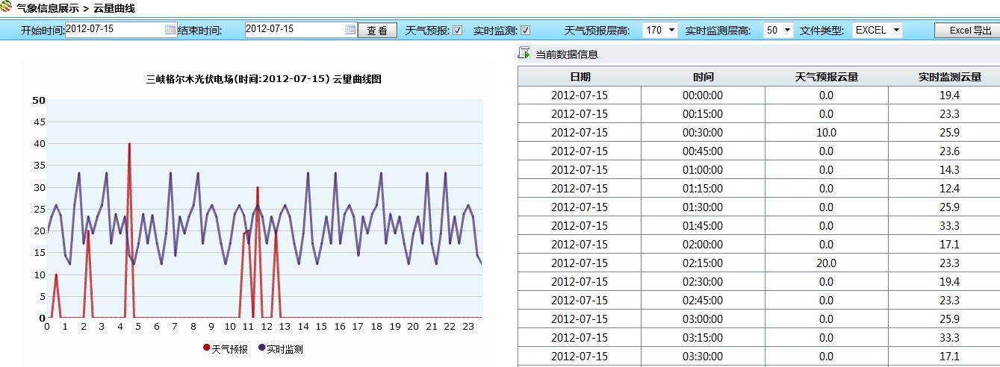 气象信息展示 > 云量曲线
开始时间: 2012-07-15 结束时间: 2012-07-15 查看 天气预报: 实时监测: 天气预报层高: 170 实时监测层高: 50 文件类型: EXCEL Excel 导出
三峡格尔木光伏电场(时间:2012-07-15) 云量曲线图
50
45
40
35
30
25
20
15
10
5
0
0 1 2 3 4 5 6 7 8 9 10 11 12 13 14 15 16 17 18 19 20 21 22 23
天气预报 实时监测
当前数据信息
日期 时间 天气预报云量 实时监测云量
2012-07-15 00:00:00 0.0 19.4
2012-07-15 00:15:00 0.0 23.3
2012-07-15 00:30:00 10.0 25.9
2012-07-15 00:45:00 0.0 23.6
2012-07-15 01:00:00 0.0 14.3
2012-07-15 01:15:00 0.0 12.4
2012-07-15 01:30:00 0.0 25.9
2012-07-15 01:45:00 0.0 33.3
2012-07-15 02:00:00 0.0 17.1
2012-07-15 02:15:00 20.0 23.3
2012-07-15 02:30:00 0.0 19.4
2012-07-15 02:45:00 0.0 23.3
2012-07-15 03:00:00 0.0 25.9
2012-07-15 03:15:00 0.0 33.3
2012-07-15 03:30:00 0.0 17.1